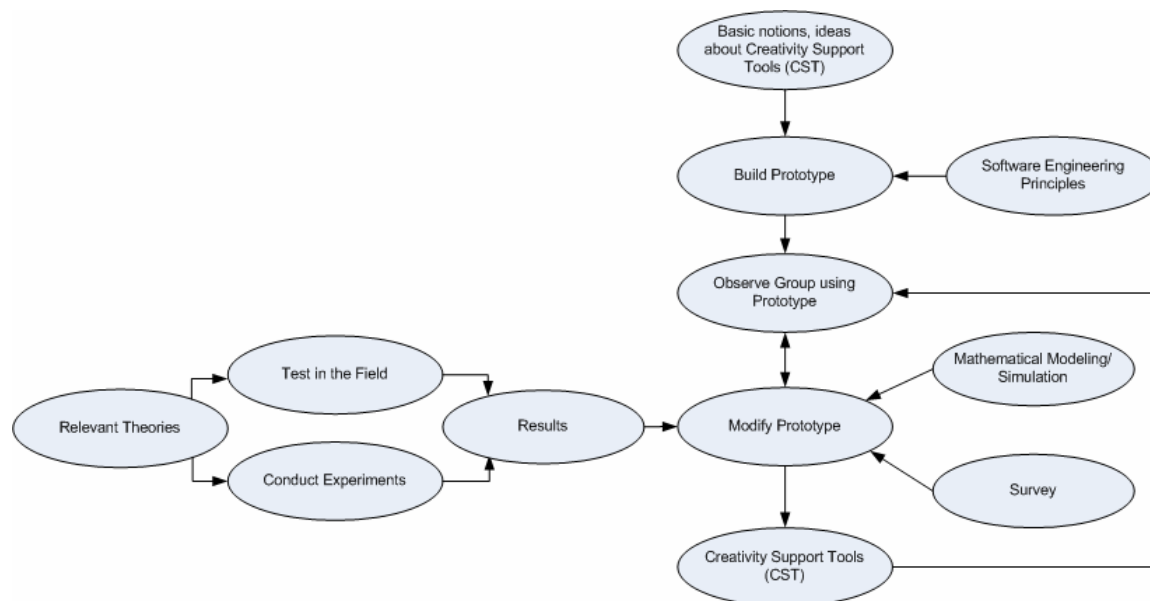 Basic notions, ideas
about Creativity Support
Tools (CST)
Build Prototype
Software Engineering
Principles
Observe Group using
Prototype
Mathematical Modeling/
Simulation
Test in the Field
Relevant Theories
Results
Modify Prototype
Conduct Experiments
Survey
Creativity Support Tools
(CST)